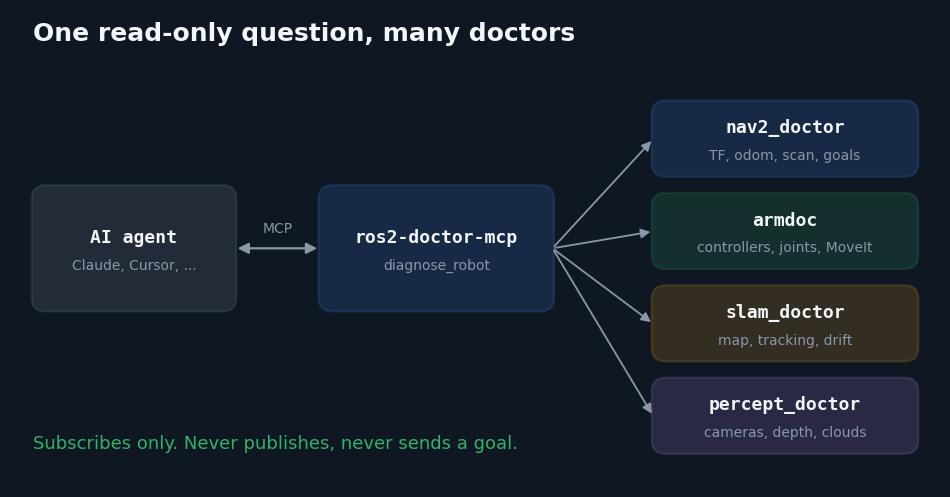 One read-only question, many doctors
AI agent
Claude, Cursor, ...
MCP
ros2-doctor-mcp
diagnose_robot
nav2_doctor
TF, odom, scan, goals
armdoc
controllers, joints, MoveIt
slam_doctor
map, tracking, drift
percept_doctor
cameras, depth, clouds
Subscribes only. Never publishes, never sends a goal.